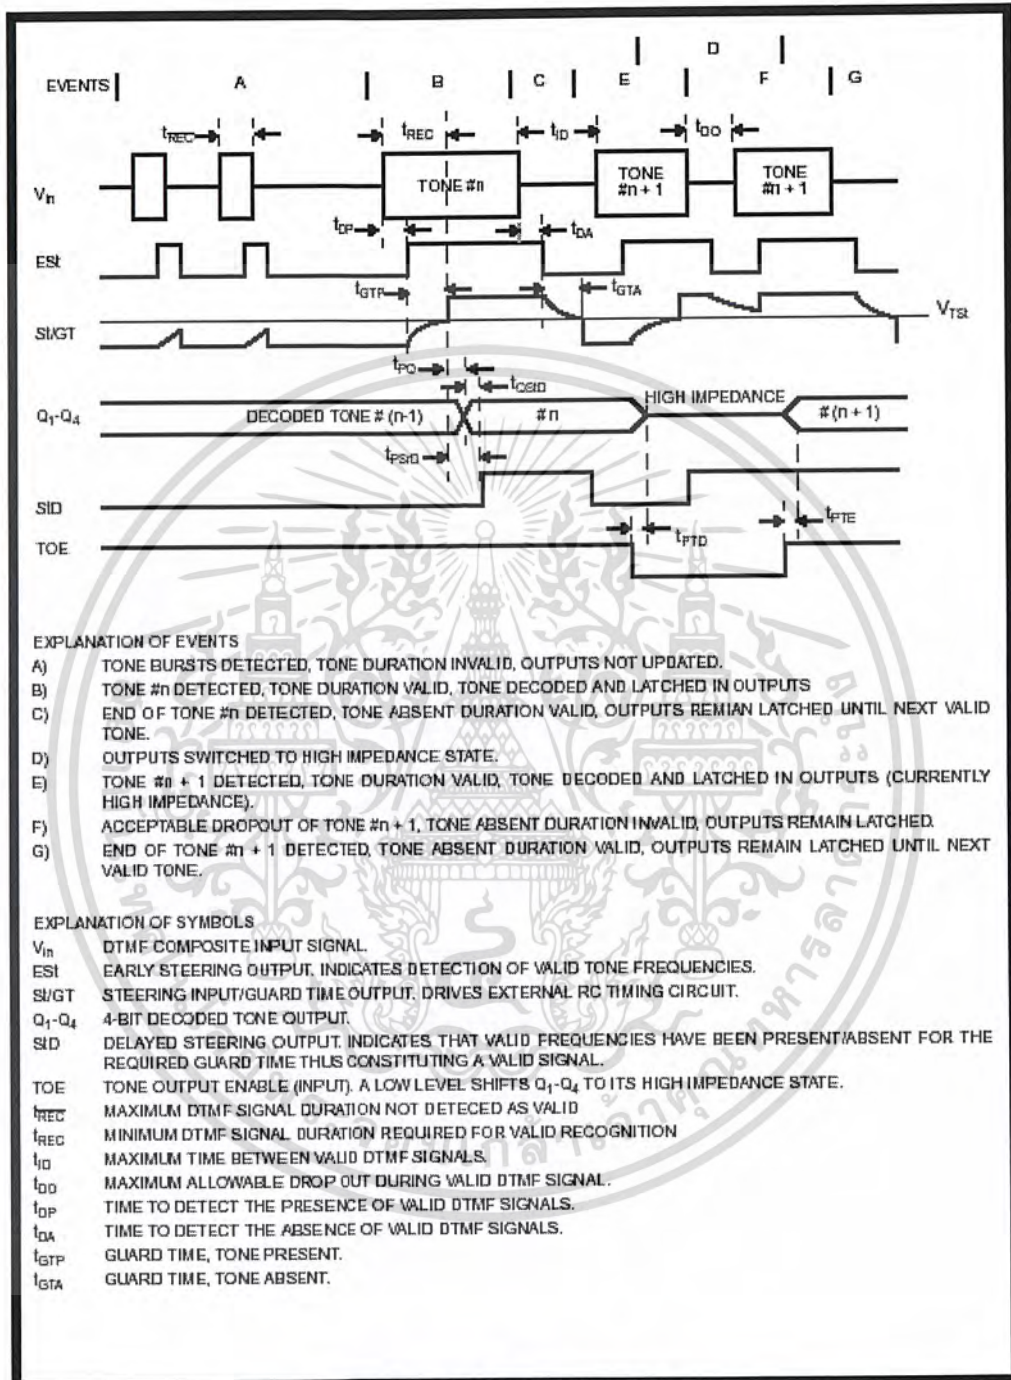 D
EVENTS A B C E F G
tREC tREC tID tDO
Vin TONE #n TONE #n + 1 TONE #n + 1
tDP tDA
ESt
tGTP tGTA
VTSt
St/GT
tPQ tQStD
HIGH IMPEDANCE
Q1-Q4 DECODED TONE # (n-1) #n # (n + 1)
tPStD
StD
tPTE
TOE tPTD
EXPLANATION OF EVENTS
A) TONE BURSTS DETECTED, TONE DURATION INVALID, OUTPUTS NOT UPDATED.
B) TONE #n DETECTED, TONE DURATION VALID, TONE DECODED AND LATCHED IN OUTPUTS
C) END OF TONE #n DETECTED, TONE ABSENT DURATION VALID, OUTPUTS REMIAN LATCHED UNTIL NEXT VALID
TONE.
D) OUTPUTS SWITCHED TO HIGH IMPEDANCE STATE.
E) TONE #n + 1 DETECTED, TONE DURATION VALID, TONE DECODED AND LATCHED IN OUTPUTS (CURRENTLY
HIGH IMPEDANCE).
F) ACCEPTABLE DROPOUT OF TONE #n + 1, TONE ABSENT DURATION INVALID, OUTPUTS REMAIN LATCHED.
G) END OF TONE #n + 1 DETECTED, TONE ABSENT DURATION VALID, OUTPUTS REMAIN LATCHED UNTIL NEXT
VALID TONE.
EXPLANATION OF SYMBOLS
Vin DTMF COMPOSITE INPUT SIGNAL.
ESt EARLY STEERING OUTPUT. INDICATES DETECTION OF VALID TONE FREQUENCIES.
St/GT STEERING INPUT/GUARD TIME OUTPUT. DRIVES EXTERNAL RC TIMING CIRCUIT.
Q1-Q4 4-BIT DECODED TONE OUTPUT.
StD DELAYED STEERING OUTPUT. INDICATES THAT VALID FREQUENCIES HAVE BEEN PRESENT/ABSENT FOR THE
REQUIRED GUARD TIME THUS CONSTITUTING A VALID SIGNAL.
TOE TONE OUTPUT ENABLE (INPUT). A LOW LEVEL SHIFTS Q1-Q4 TO ITS HIGH IMPEDANCE STATE.
tREC MAXIMUM DTMF SIGNAL DURATION NOT DETECED AS VALID
tREC MINIMUM DTMF SIGNAL DURATION REQUIRED FOR VALID RECOGNITION
tID MAXIMUM TIME BETWEEN VALID DTMF SIGNALS.
tDO MAXIMUM ALLOWABLE DROP OUT DURING VALID DTMF SIGNAL.
tDP TIME TO DETECT THE PRESENCE OF VALID DTMF SIGNALS.
tDA TIME TO DETECT THE ABSENCE OF VALID DTMF SIGNALS.
tGTP GUARD TIME, TONE PRESENT.
tGTA GUARD TIME, TONE ABSENT.